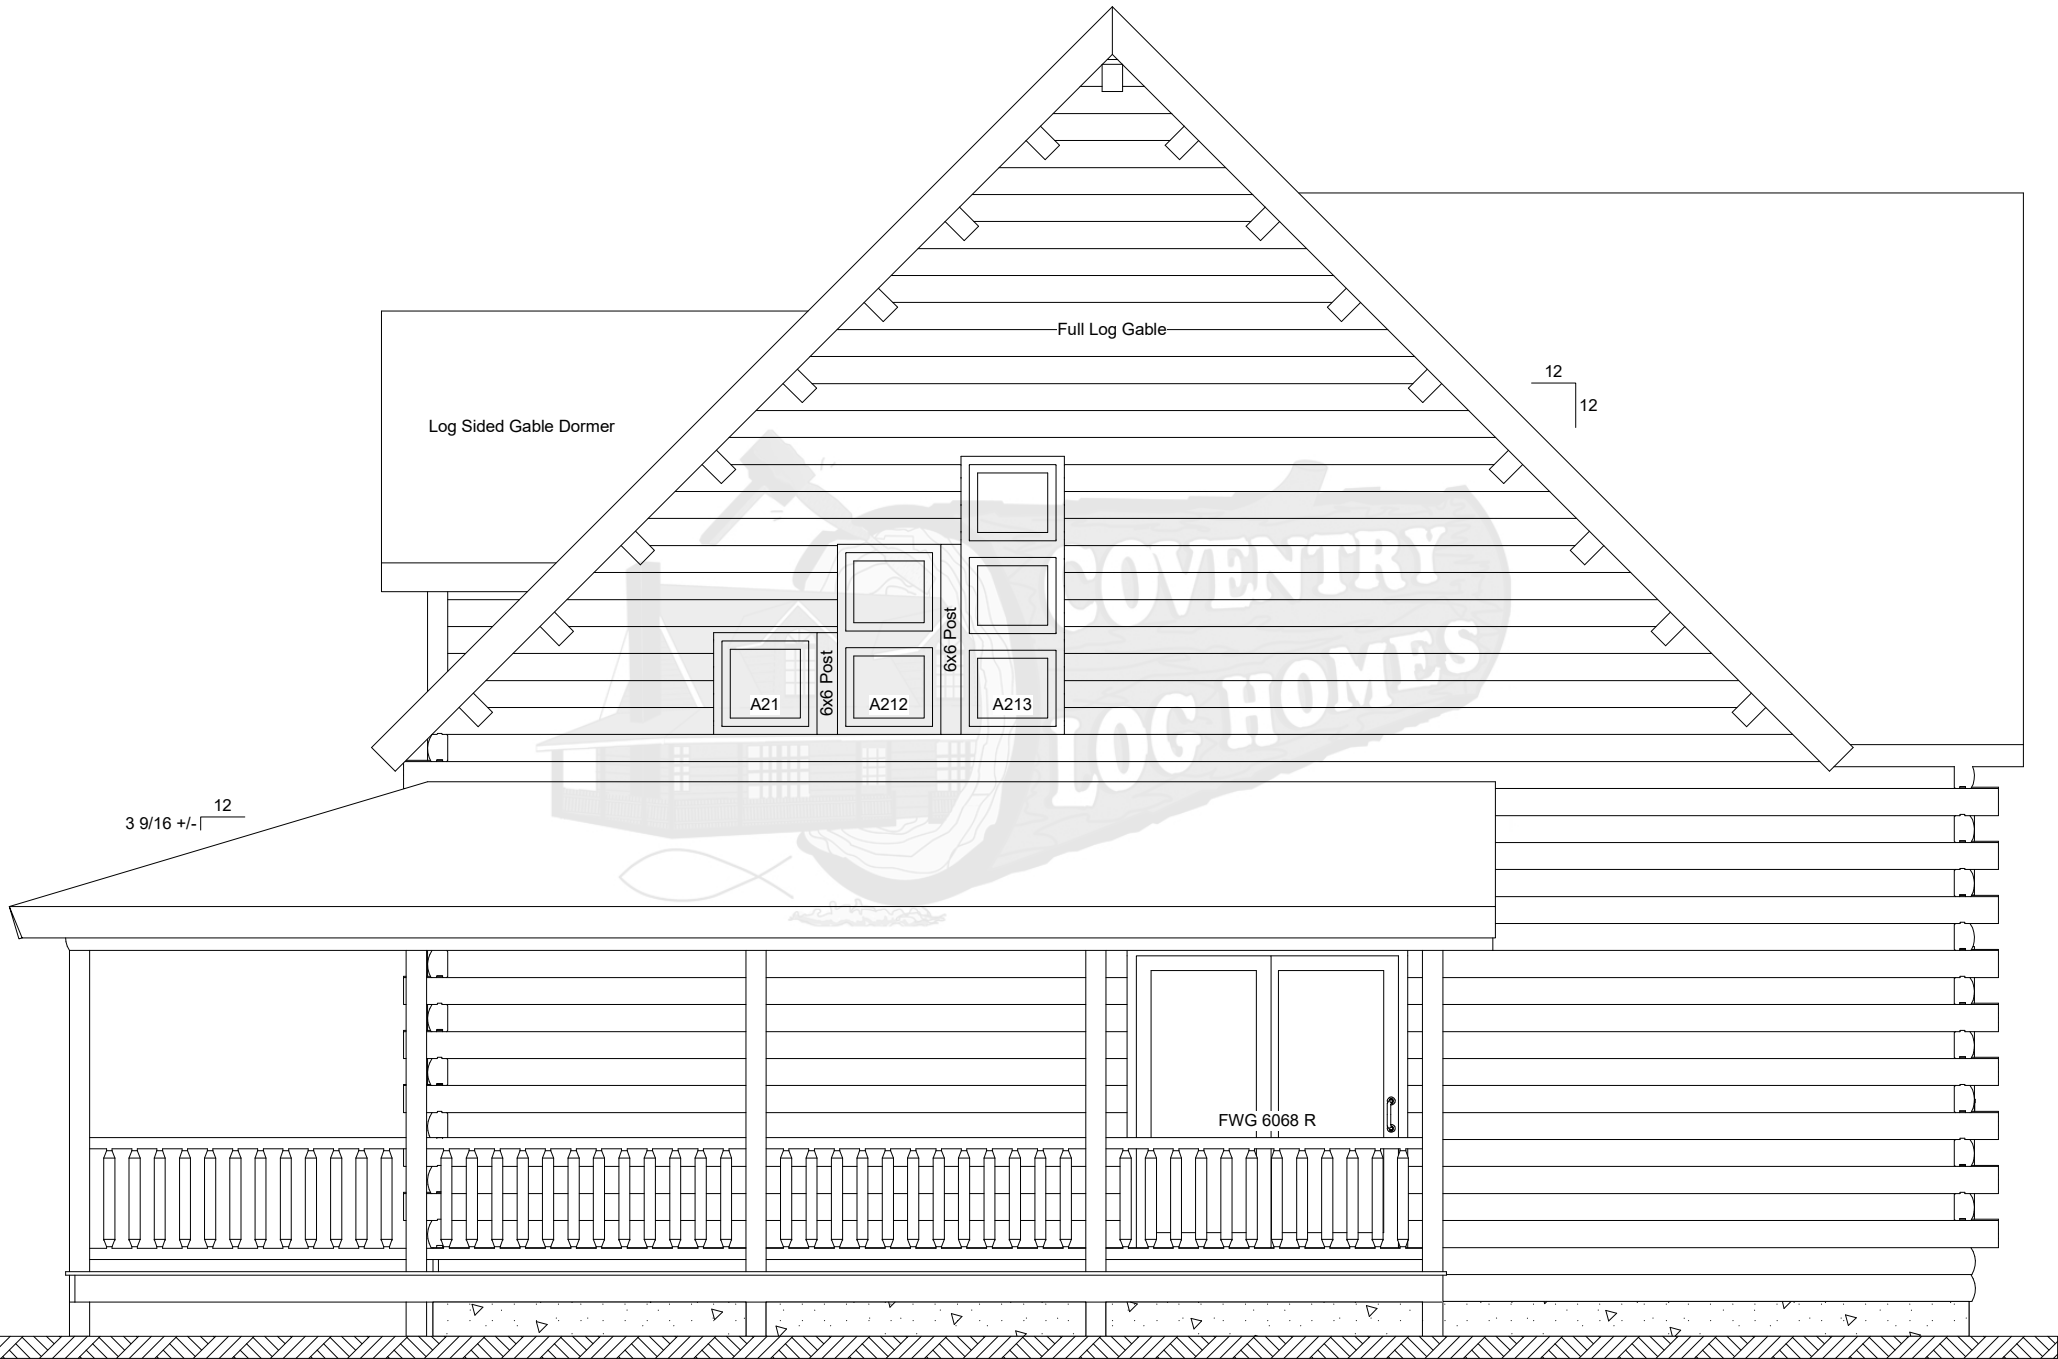 Full Log Gable
12
12
Log Sided Gable Dormer
COVENTRY
LOG HOMES
6x6 Post
6x6 Post
A21
A212
A213
12
3 9/16 +/-
FWG 6068 R